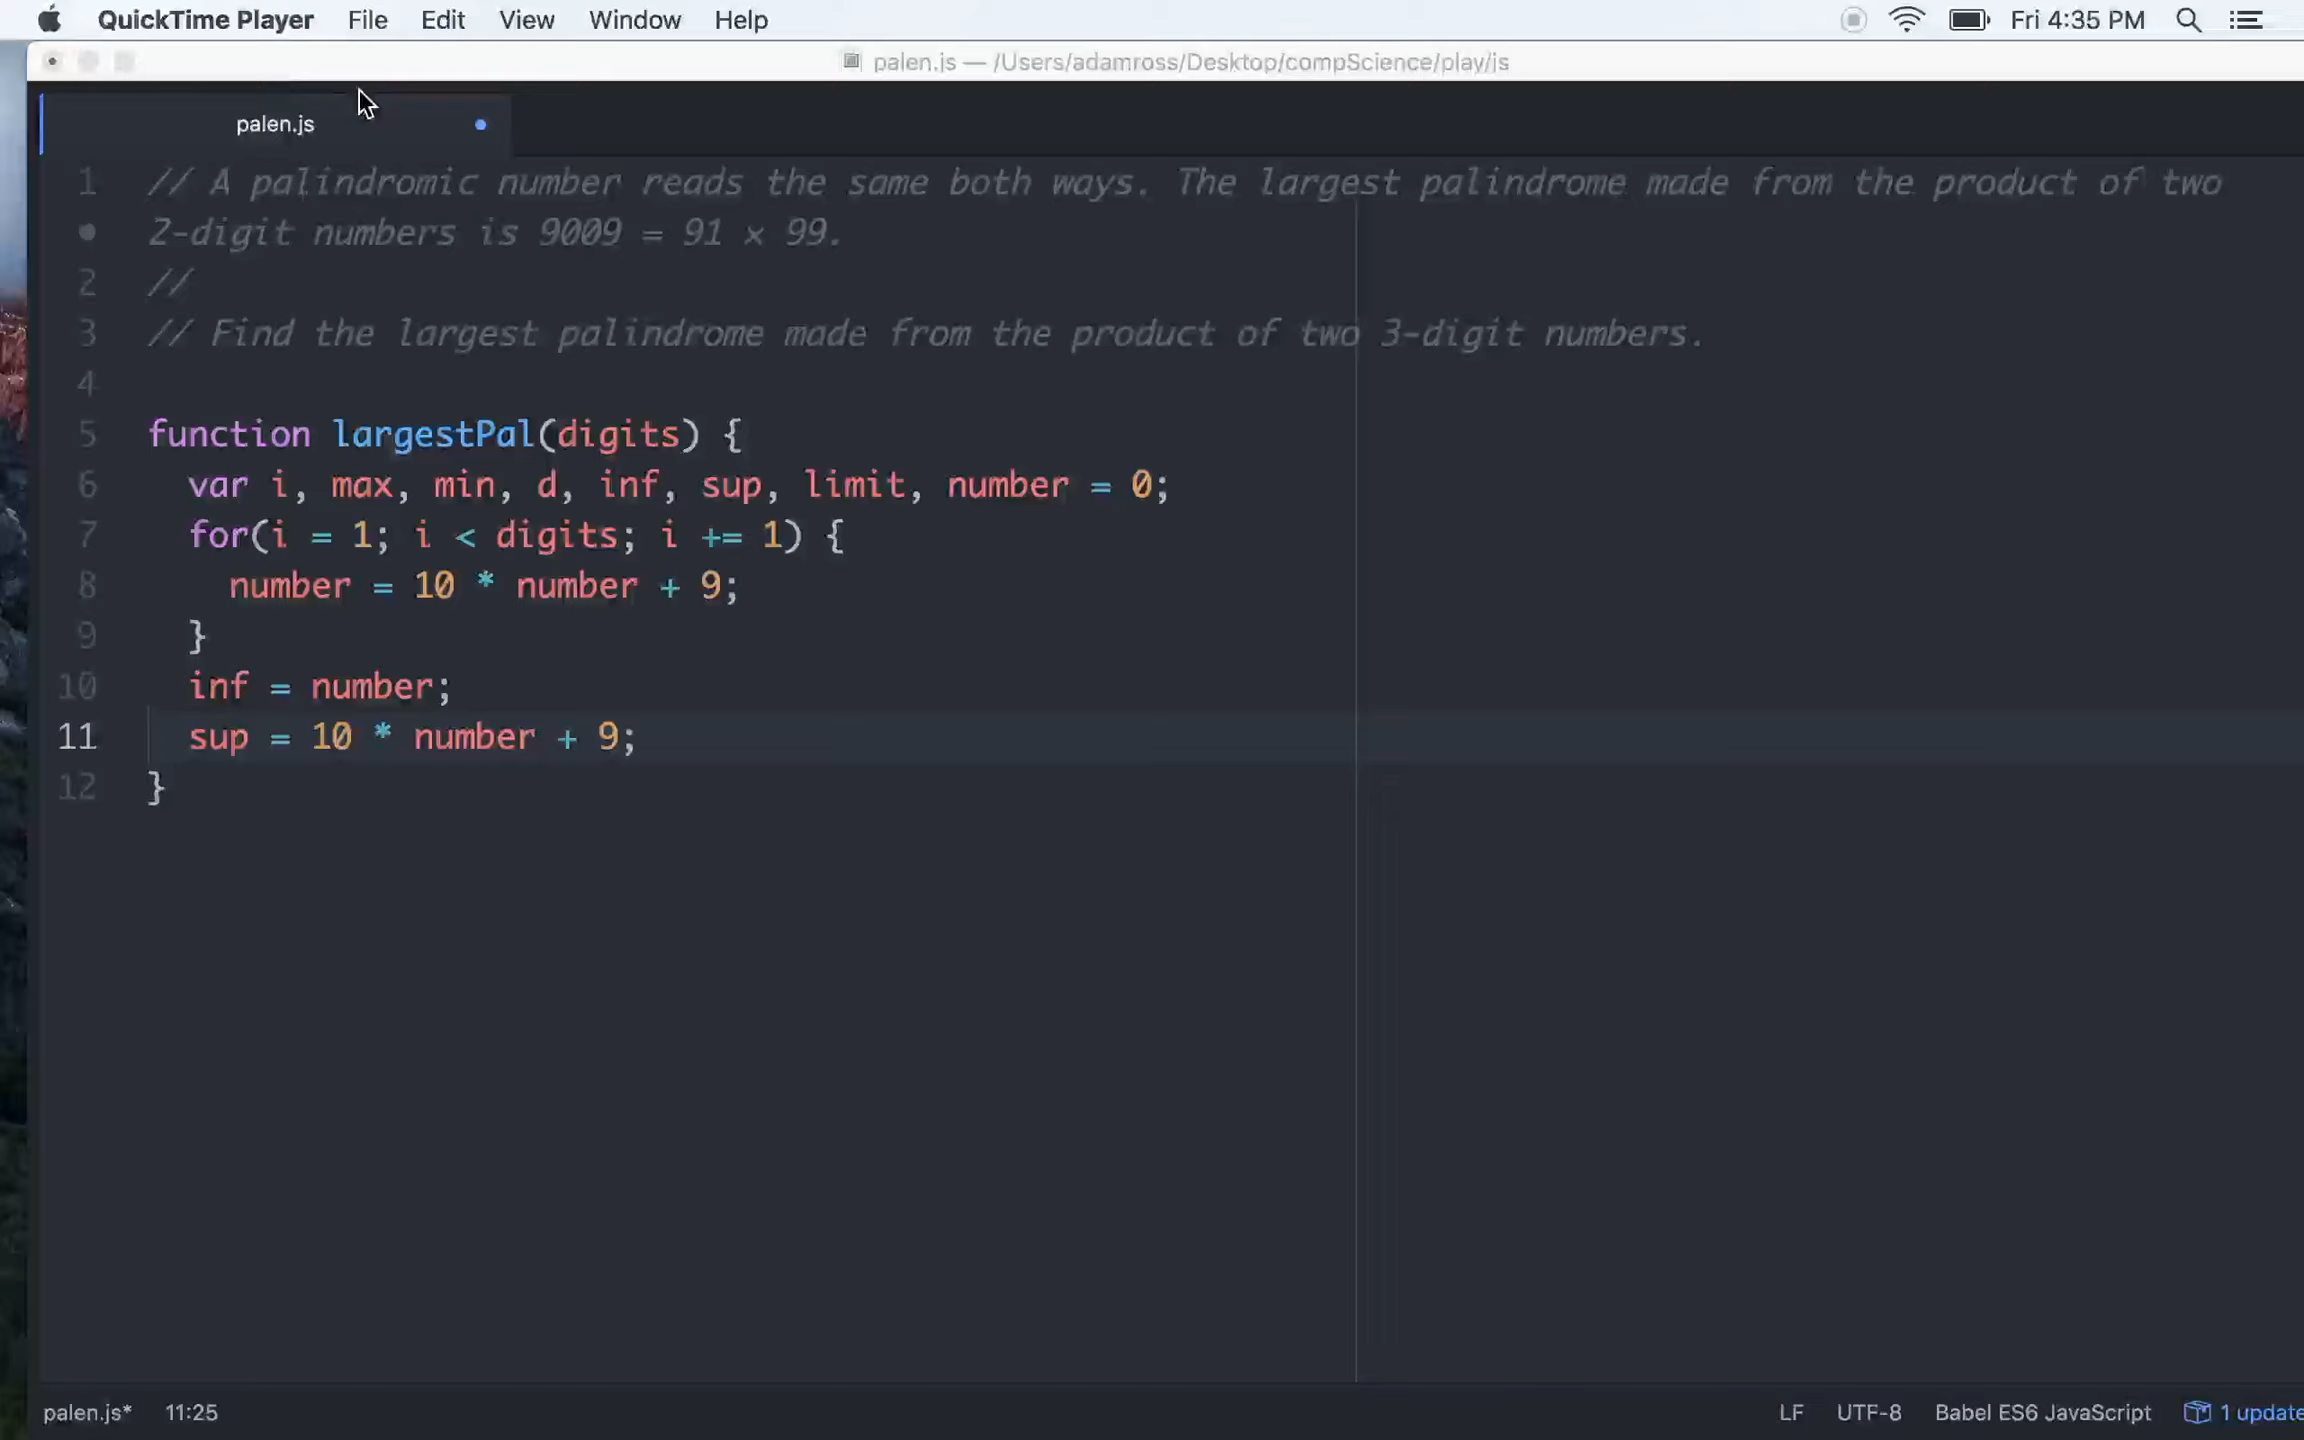 QuickTime Player File Edit View Window Help Fri 4:35 PM
palen.js — /Users/adamross/Desktop/compScience/play/js
palen.js
1 // A palindromic number reads the same both ways. The largest palindrome made from the product of two
• 2-digit numbers is 9009 = 91 × 99.
2 //
3 // Find the largest palindrome made from the product of two 3-digit numbers.
4
5 function largestPal(digits) {
6 var i, max, min, d, inf, sup, limit, number = 0;
7 for(i = 1; i < digits; i += 1) {
8 number = 10 * number + 9;
9 }
10 inf = number;
11 sup = 10 * number + 9;
12 }
palen.js* 11:25 LF UTF-8 Babel ES6 JavaScript 1 update